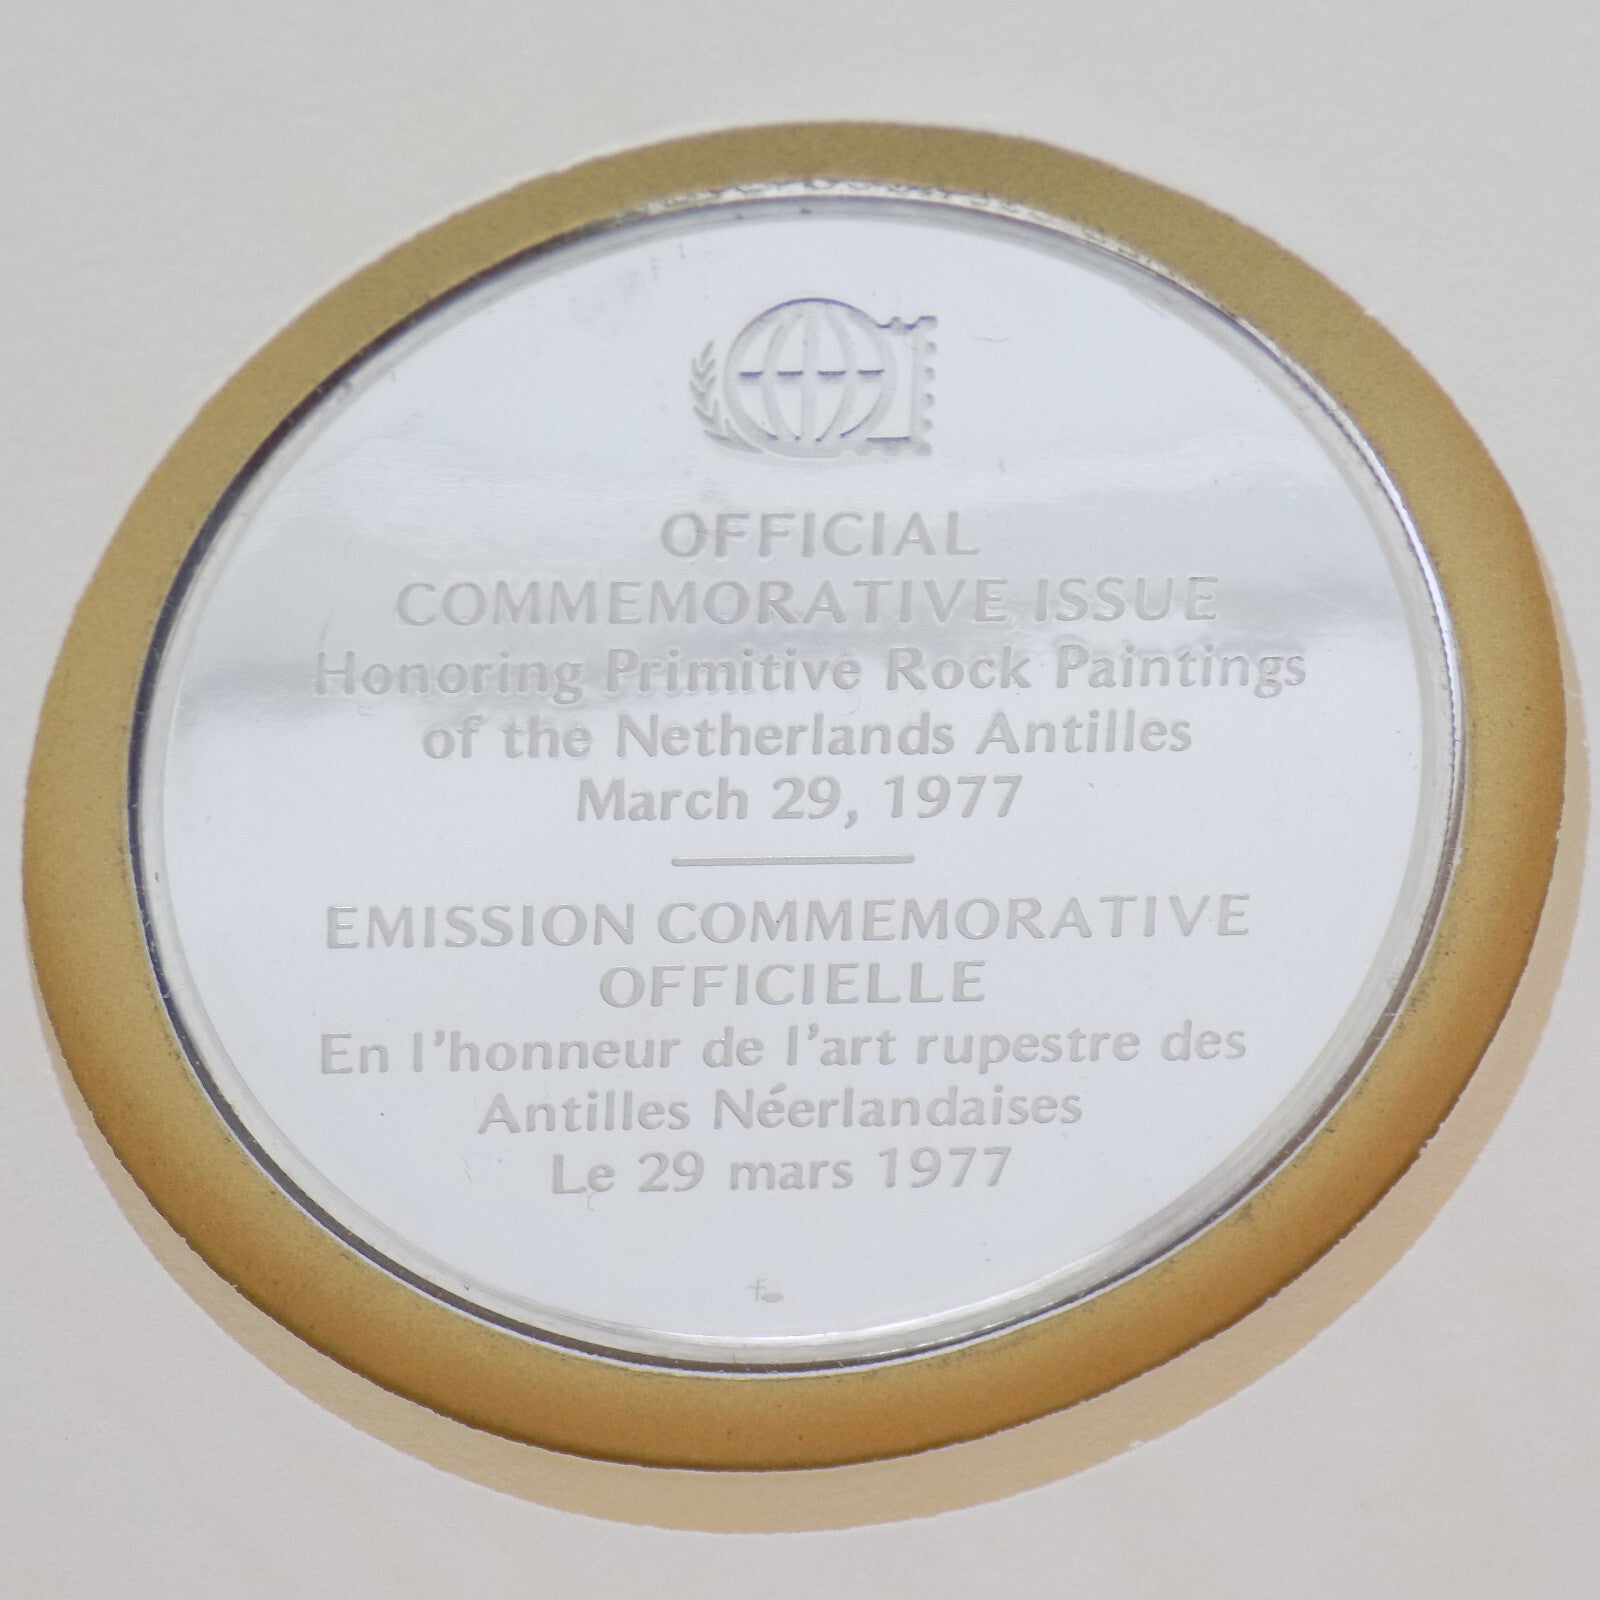 OFFICIAL
COMMEMORATIVE ISSUE
Honoring Primitive Rock Paintings
of the Netherlands Antilles
March 29, 1977
EMISSION COMMEMORATIVE
OFFICIELLE
En l'honneur de l'art rupestre des
Antilles Néerlandaises
Le 29 mars 1977
f